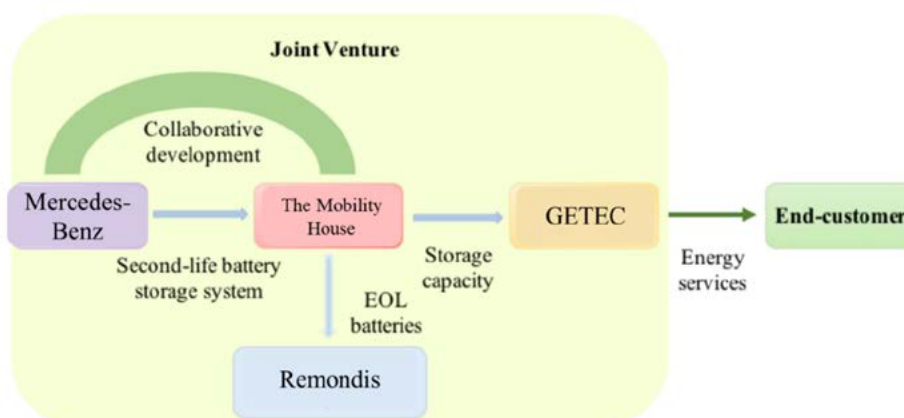 Joint Venture
Collaborative
development
Mercedes-
Benz
The Mobility
House
GETEC
End-customer
Second-life battery
storage system
Storage
capacity
Energy
services
EOL
batteries
Remondis